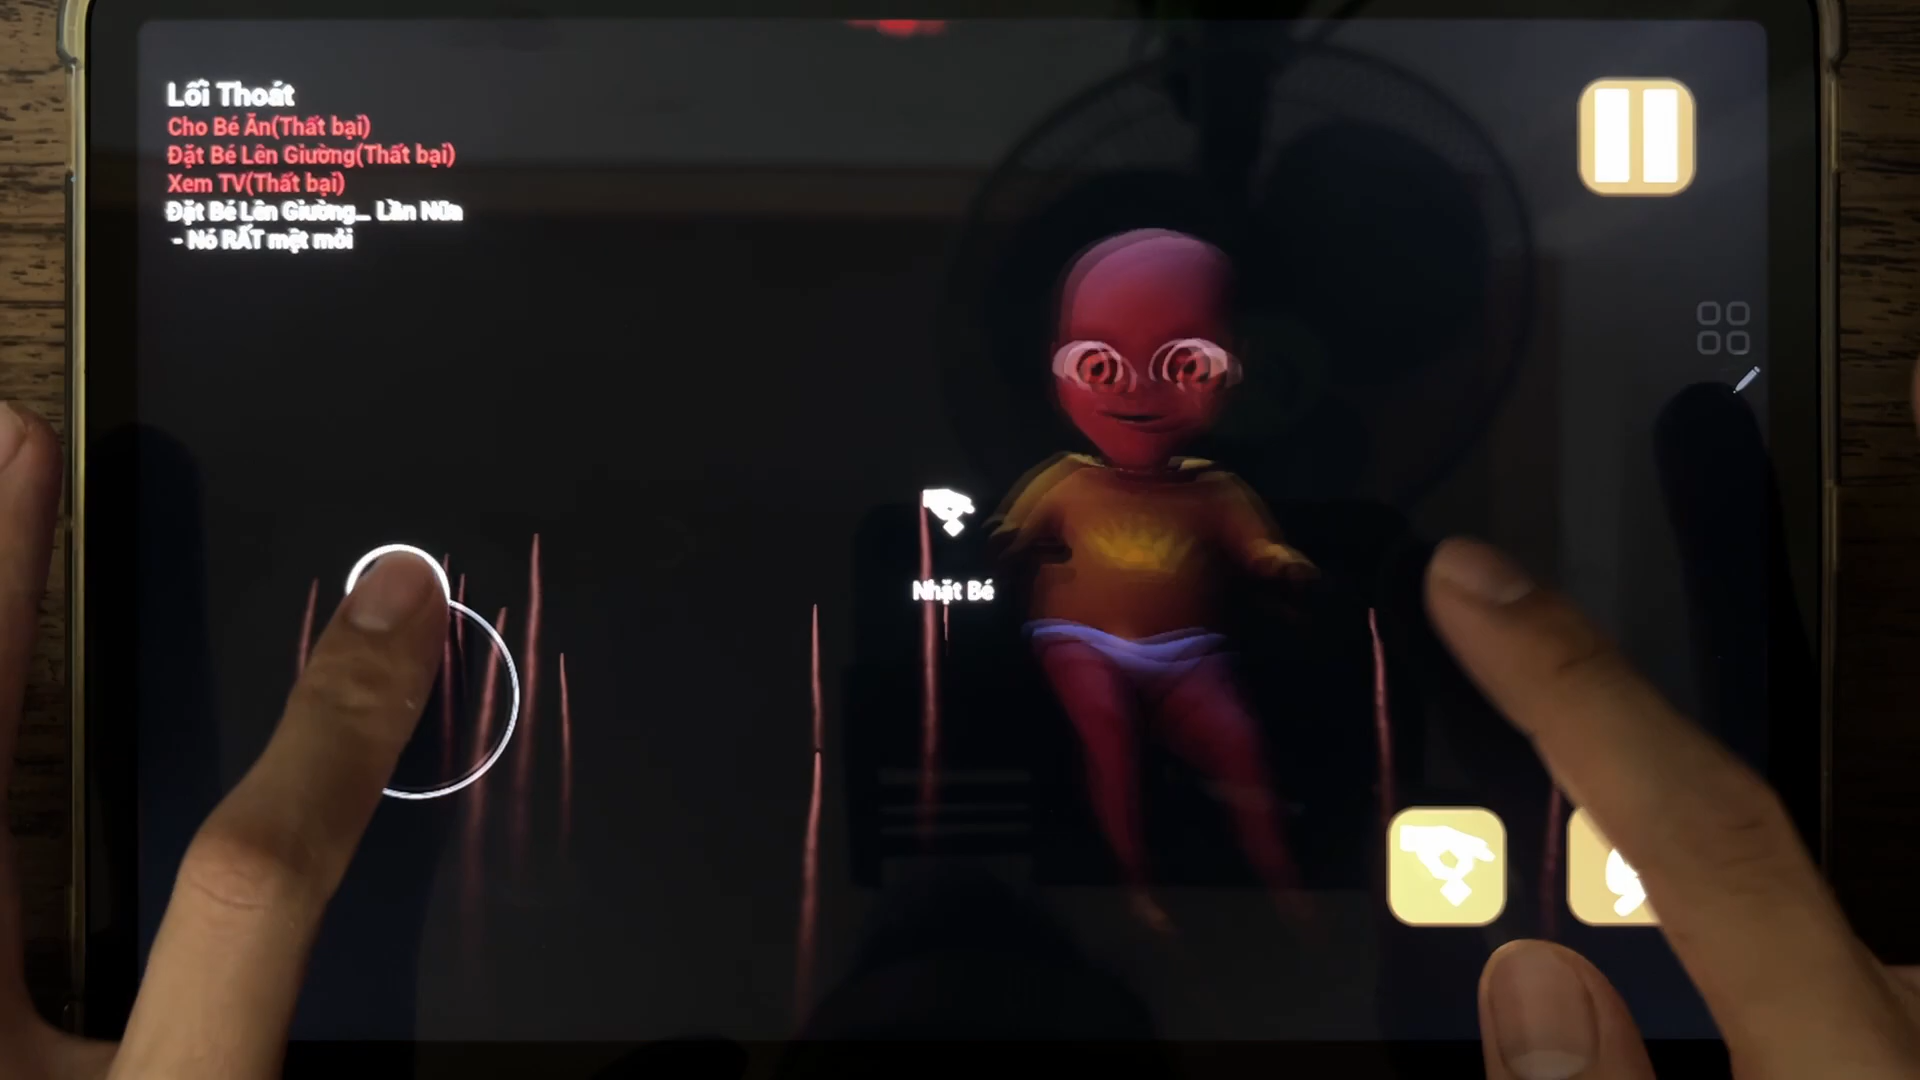 Lối Thoát
Cho Bé Ăn(Thất bại)
Đặt Bé Lên Giường(Thất bại)
Xem TV(Thất bại)
Đặt Bé Lên Giường... Lần Nữa
- Nó RẤT mệt mỏi
Nhặt Bé